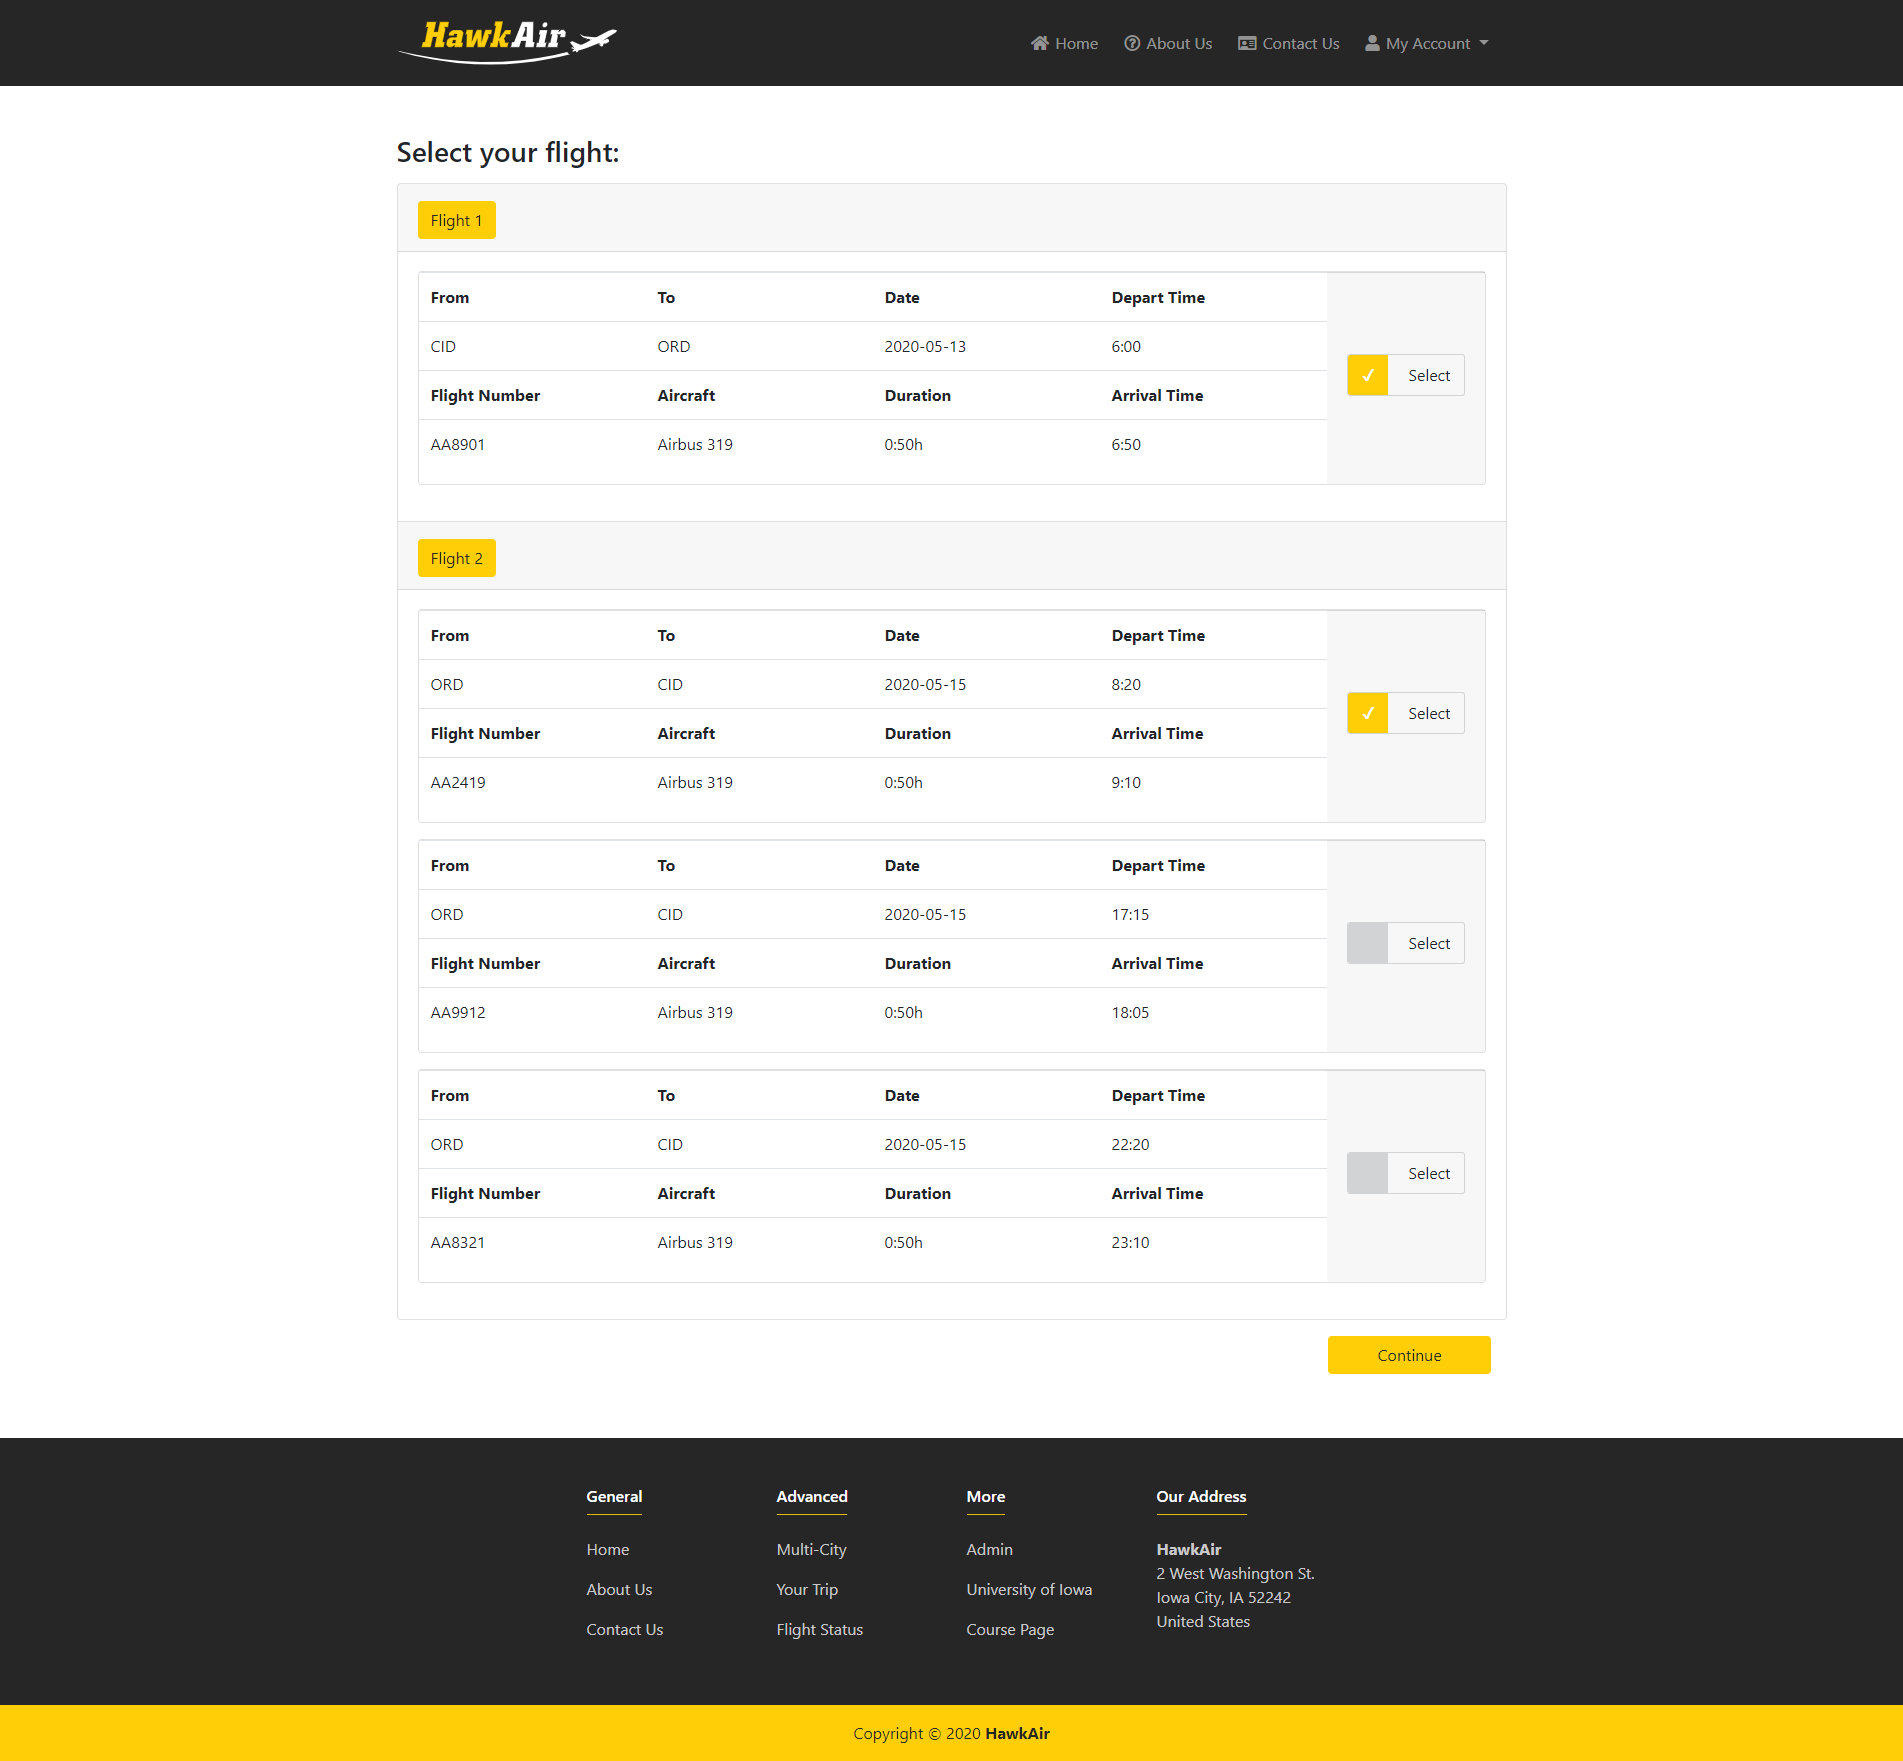 HawkAir
Home About Us Contact Us My Account
Select your flight:
Flight 1
From To Date Depart Time
CID ORD 2020-05-13 6:00
Select
Flight Number Aircraft Duration Arrival Time
AA8901 Airbus 319 0:50h 6:50
Flight 2
From To Date Depart Time
ORD CID 2020-05-15 8:20
Select
Flight Number Aircraft Duration Arrival Time
AA2419 Airbus 319 0:50h 9:10
From To Date Depart Time
ORD CID 2020-05-15 17:15
Select
Flight Number Aircraft Duration Arrival Time
AA9912 Airbus 319 0:50h 18:05
From To Date Depart Time
ORD CID 2020-05-15 22:20
Select
Flight Number Aircraft Duration Arrival Time
AA8321 Airbus 319 0:50h 23:10
Continue
General
Home
About Us
Contact Us
Advanced
Multi-City
Your Trip
Flight Status
More
Admin
University of Iowa
Course Page
Our Address
HawkAir
2 West Washington St.
Iowa City, IA 52242
United States
Copyright © 2020 HawkAir